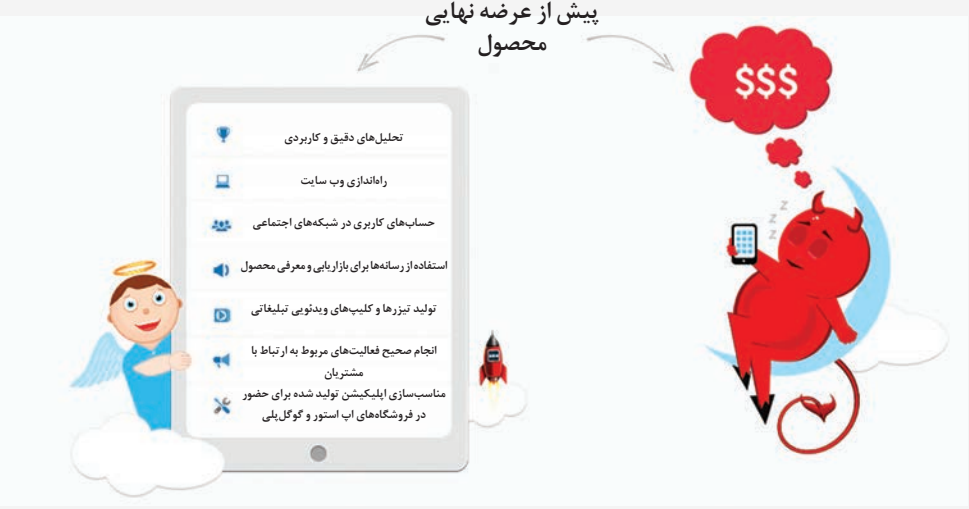 پیش از عرضه نهایی
محصول
$$$
تحلیل‌های دقیق و کاربردی
راه‌اندازی وب سایت
حساب‌های کاربری در شبکه‌های اجتماعی
استفاده از رسانه‌ها برای بازاریابی و معرفی محصول
تولید تیزرها و کلیپ‌های ویدئویی تبلیغاتی
انجام صحیح فعالیت‌های مربوط به ارتباط با
مشتریان
مناسب‌سازی اپلیکیشن تولید شده برای حضور
در فروشگاه‌های اپ استور و گوگل‌پلی
z
z
z
z